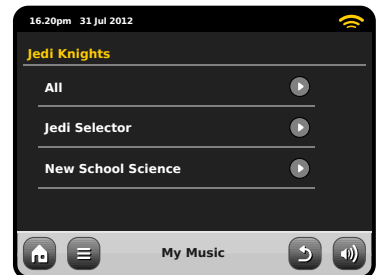 16.20pm 31 Jul 2012
Jedi Knights
All
Jedi Selector
New School Science
My Music